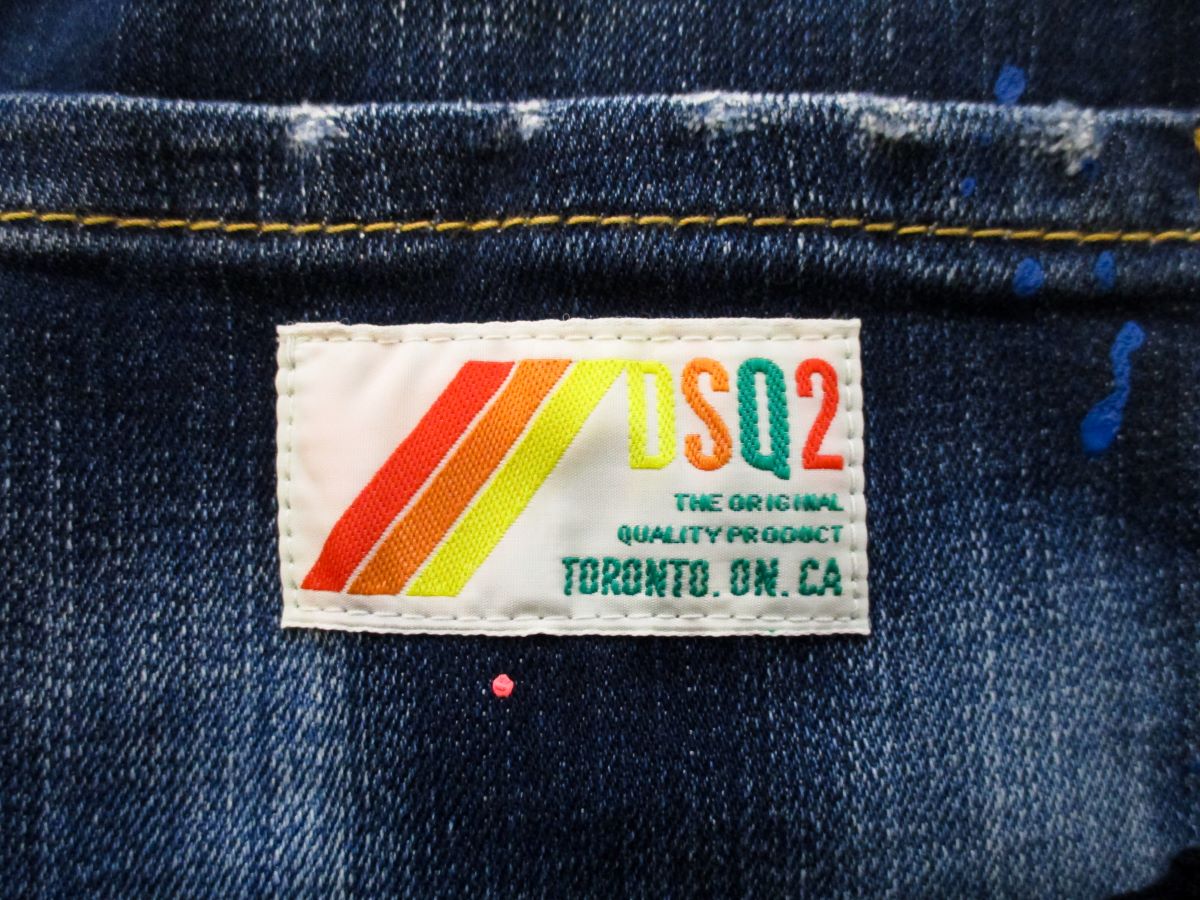 DSQ2
THE ORIGINAL
QUALITY PRODUCT
TORONTO. ON. CA